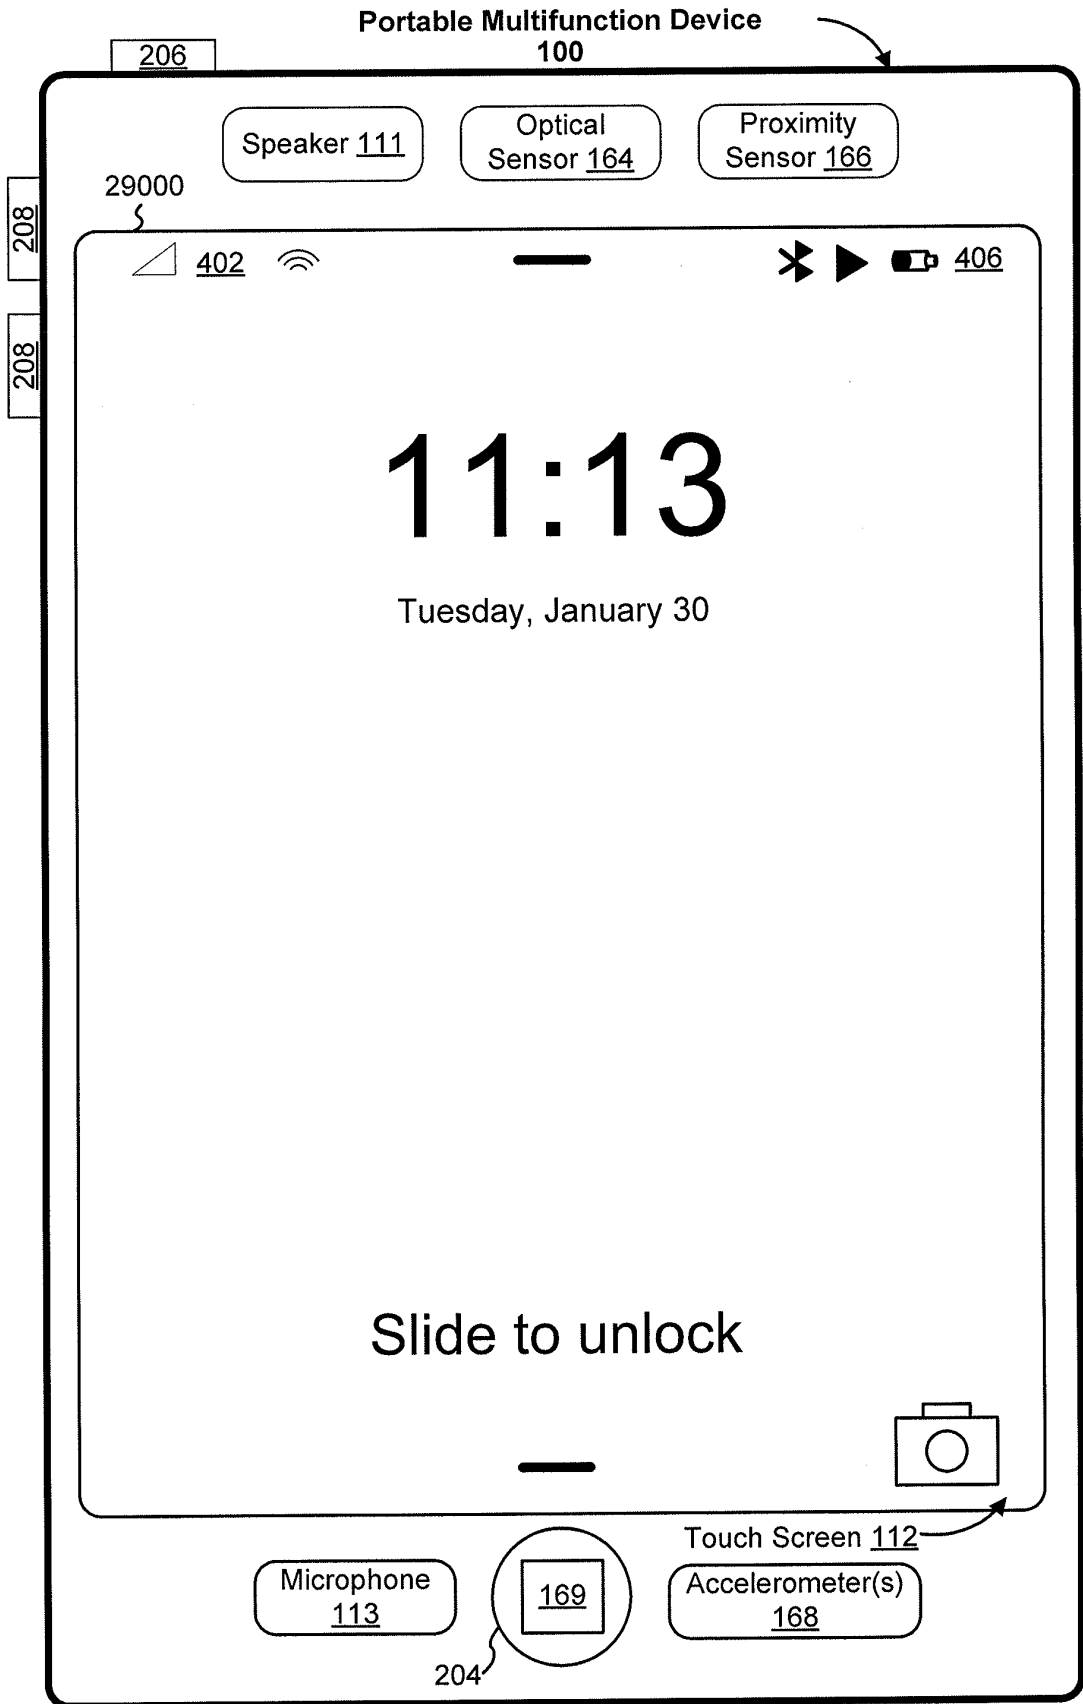 Portable Multifunction Device
100
206
Speaker 111
Optical
Sensor 164
Proximity
Sensor 166
29000
208
402
406
208
11:13
Tuesday, January 30
Slide to unlock
Touch Screen 112
Microphone
113
169
Accelerometer(s)
168
204